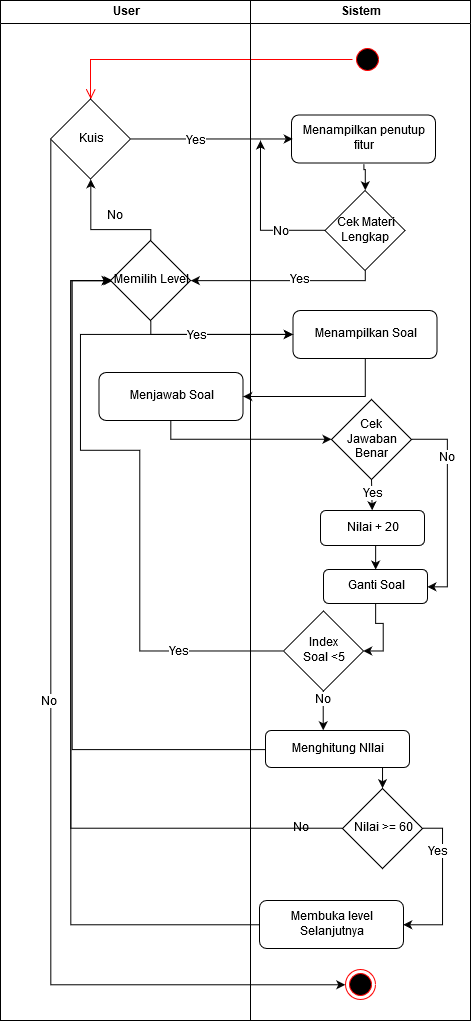 User
Sistem
Kuis
Yes
Menampilkan penutup
fitur
No
No
Cek Materi
Lengkap
Memilih Level
Yes
Yes
Menampilkan Soal
Menjawab Soal
Cek
Jawaban
Benar
No
Yes
Nilai + 20
Ganti Soal
Index
Soal <5
Yes
No
No
Menghitung NIlai
No
Nilai >= 60
Yes
Membuka level
Selanjutnya